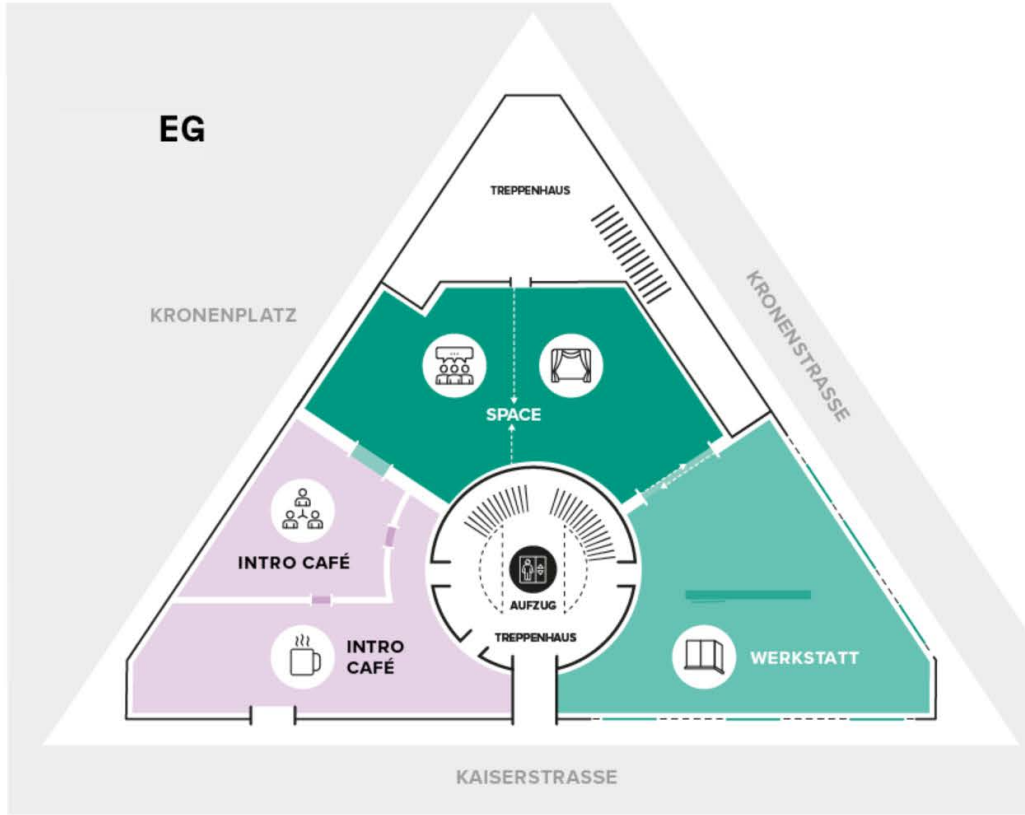 EG
TREPPENHAUS
KRONENPLATZ
KRONENSTRASSE
SPACE
INTRO CAFÉ
AUFZUG
TREPPENHAUS
INTRO
CAFÉ
WERKSTATT
KAISERSTRASSE